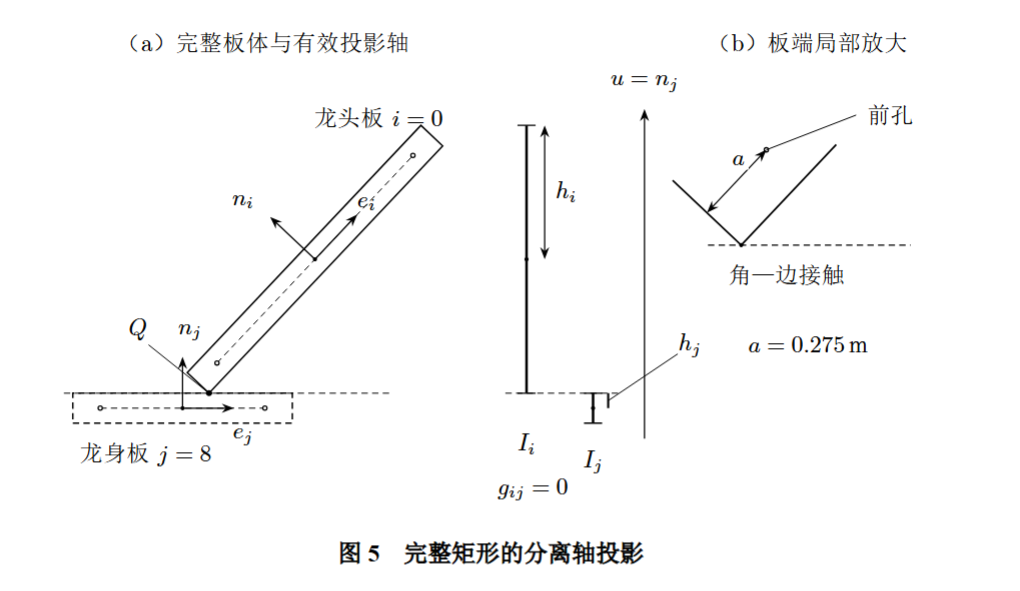 （a）完整板体与有效投影轴
（b）板端局部放大
u = n_j
龙头板 i = 0
前孔
a
n_i
e_i
h_i
角—边接触
Q
n_j
h_j
a = 0.275 m
e_j
龙身板 j = 8
I_i
I_j
g_{ij} = 0
图 5 完整矩形的分离轴投影